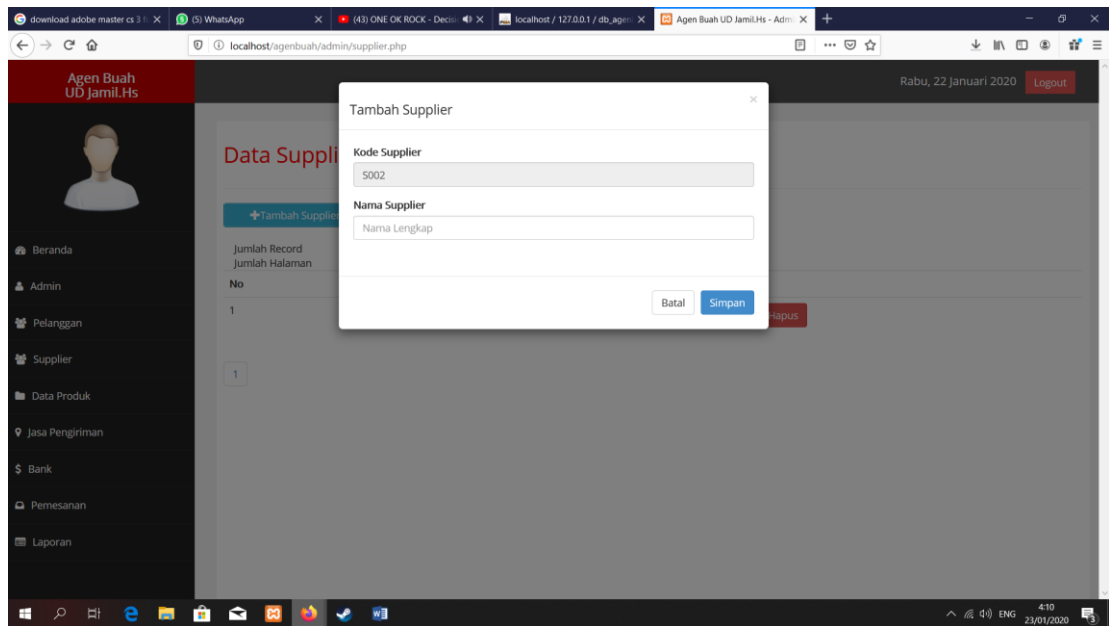 download adobe master cs 3 f
(5) WhatsApp
(43) ONE OK ROCK - Decisi
localhost / 127.0.0.1 / db_agen
Agen Buah UD Jamil.Hs - Adm
localhost/agenbuah/admin/supplier.php
Agen Buah
UD Jamil.Hs
Rabu, 22 Januari 2020
Logout
Beranda
Admin
Pelanggan
Supplier
Data Produk
Jasa Pengiriman
$ Bank
Pemesanan
Laporan
Data Suppli
+Tambah Supplier
Jumlah Record
Jumlah Halaman
No
1
Hapus
1
Tambah Supplier
×
Kode Supplier
S002
Nama Supplier
Nama Lengkap
Batal
Simpan
ENG
4:10
23/01/2020
3